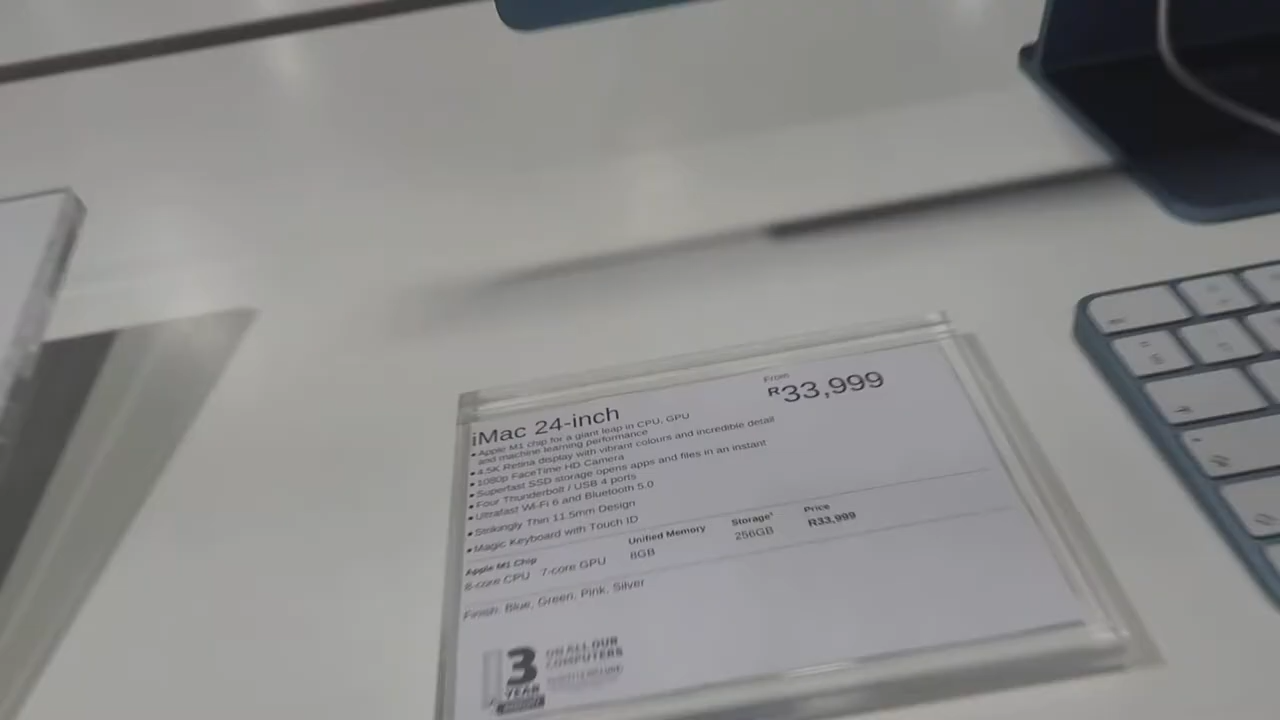 From
R33,999
iMac 24-inch
• Apple M1 chip for a giant leap in CPU, GPU
and machine learning performance
• 4.5K Retina display with vibrant colours and incredible detail
• 1080p FaceTime HD Camera
• Superfast SSD storage opens apps and files in an instant
• Four Thunderbolt / USB 4 ports
• Ultrafast Wi-Fi 6 and Bluetooth 5.0
• Strikingly Thin 11.5mm Design
• Magic Keyboard with Touch ID
Apple M1 Chip Unified Memory Storage¹ Price
8-core CPU 7-core GPU 8GB 256GB R33,999
Finish: Blue, Green, Pink, Silver
3 YEAR
ON ALL OUR
COMPUTERS